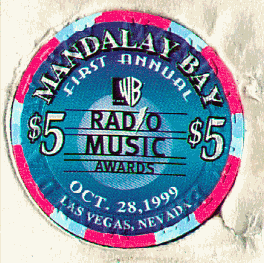 MANDALAY BAY
FIRST ANNUAL
WB
RADIO
MUSIC
AWARDS
$5 $5
OCT. 28, 1999
LAS VEGAS, NEVADA